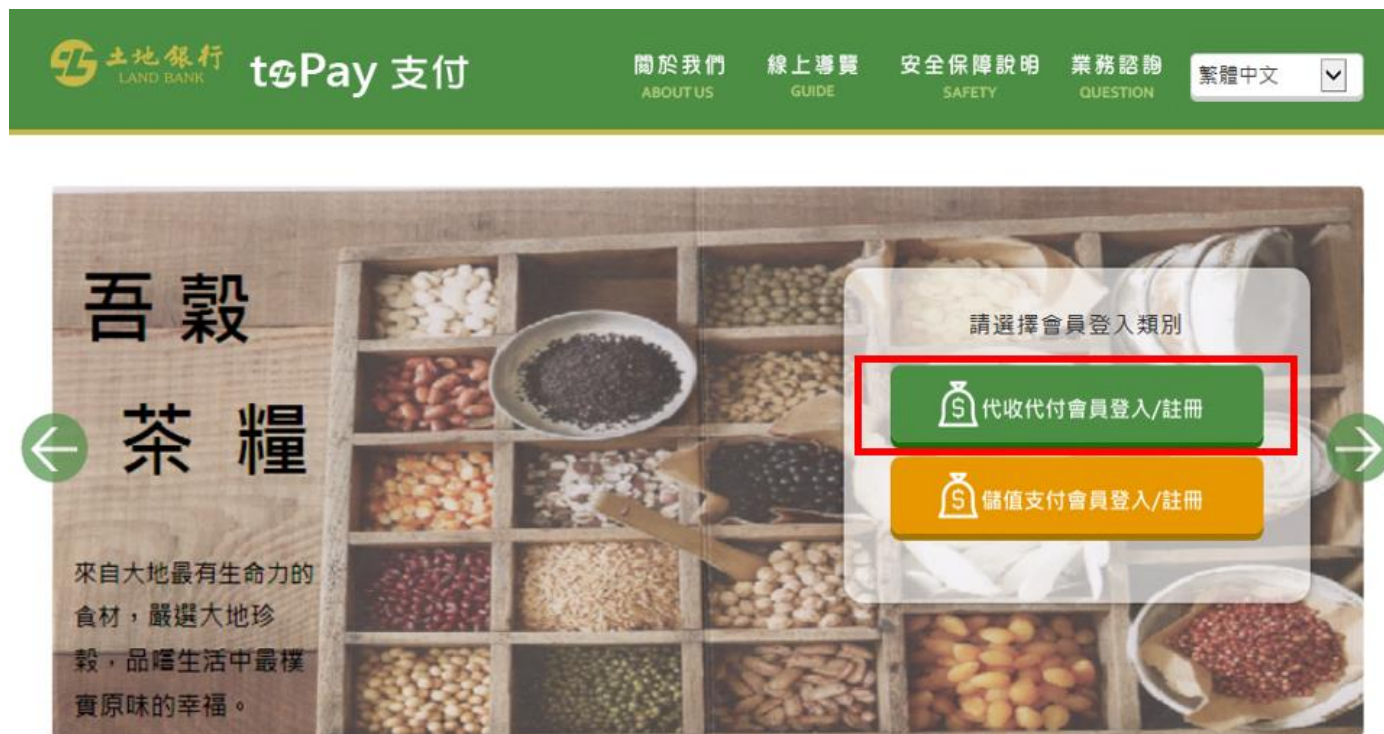 土地銀行
LAND BANK
toPay 支付
關於我們
ABOUT US
線上導覽
GUIDE
安全保障說明
SAFETY
業務諮詢
QUESTION
繁體中文
吾穀
茶糧
來自大地最有生命力的
食材，嚴選大地珍
穀，品嚐生活中最樸
實原味的幸福。
請選擇會員登入類別
代收代付會員登入/註冊
儲值支付會員登入/註冊